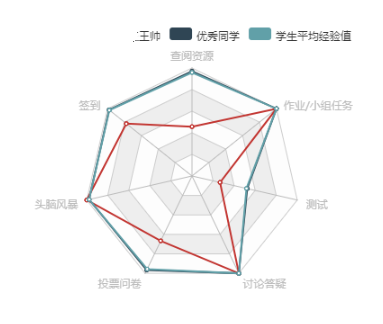 王帅 优秀同学 学生平均经验值
查阅资源
签到 作业/小组任务
头脑风暴 测试
投票问卷 讨论答疑